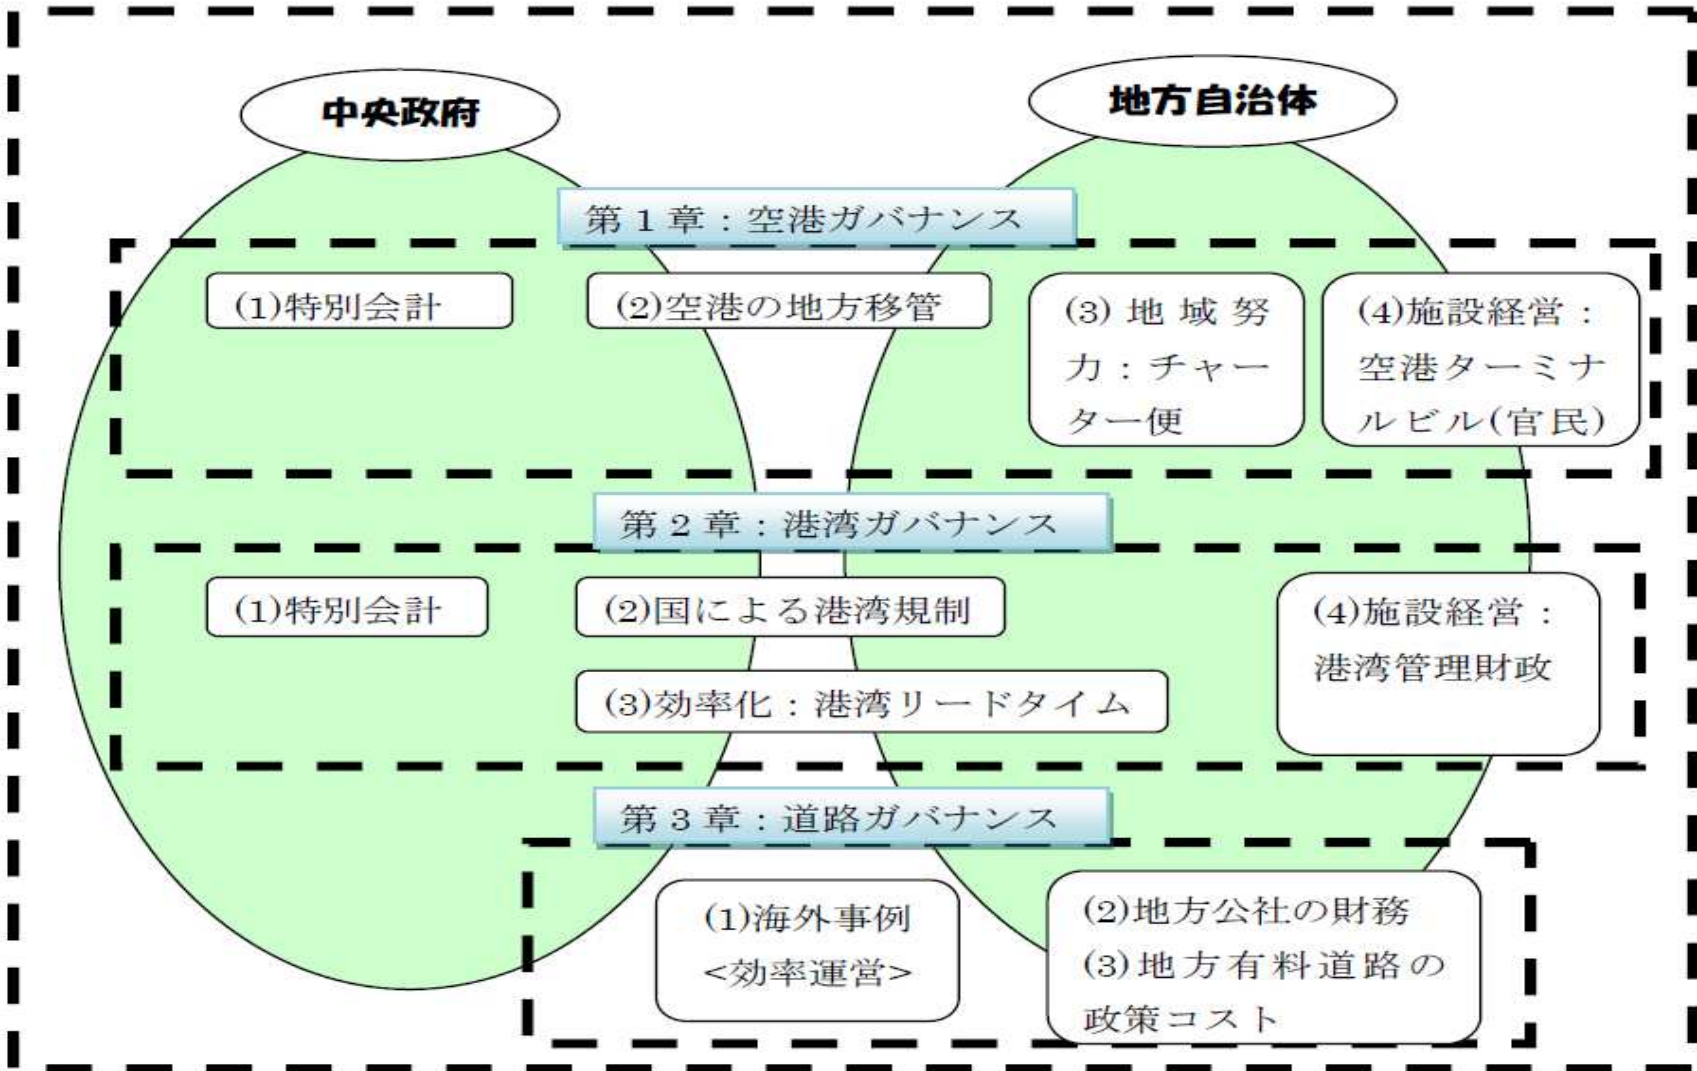 中央政府
地方自治体
第1章:空港ガバナンス
(1)特別会計
(2)空港の地方移管
(3)地域努
力:チャー
ター便
(4)施設経営:
空港ターミナ
ルビル(官民)
第2章:港湾ガバナンス
(1)特別会計
(2)国による港湾規制
(3)効率化:港湾リードタイム
(4)施設経営:
港湾管理財政
第3章:道路ガバナンス
(1)海外事例
<効率運営>
(2)地方公社の財務
(3)地方有料道路の
政策コスト